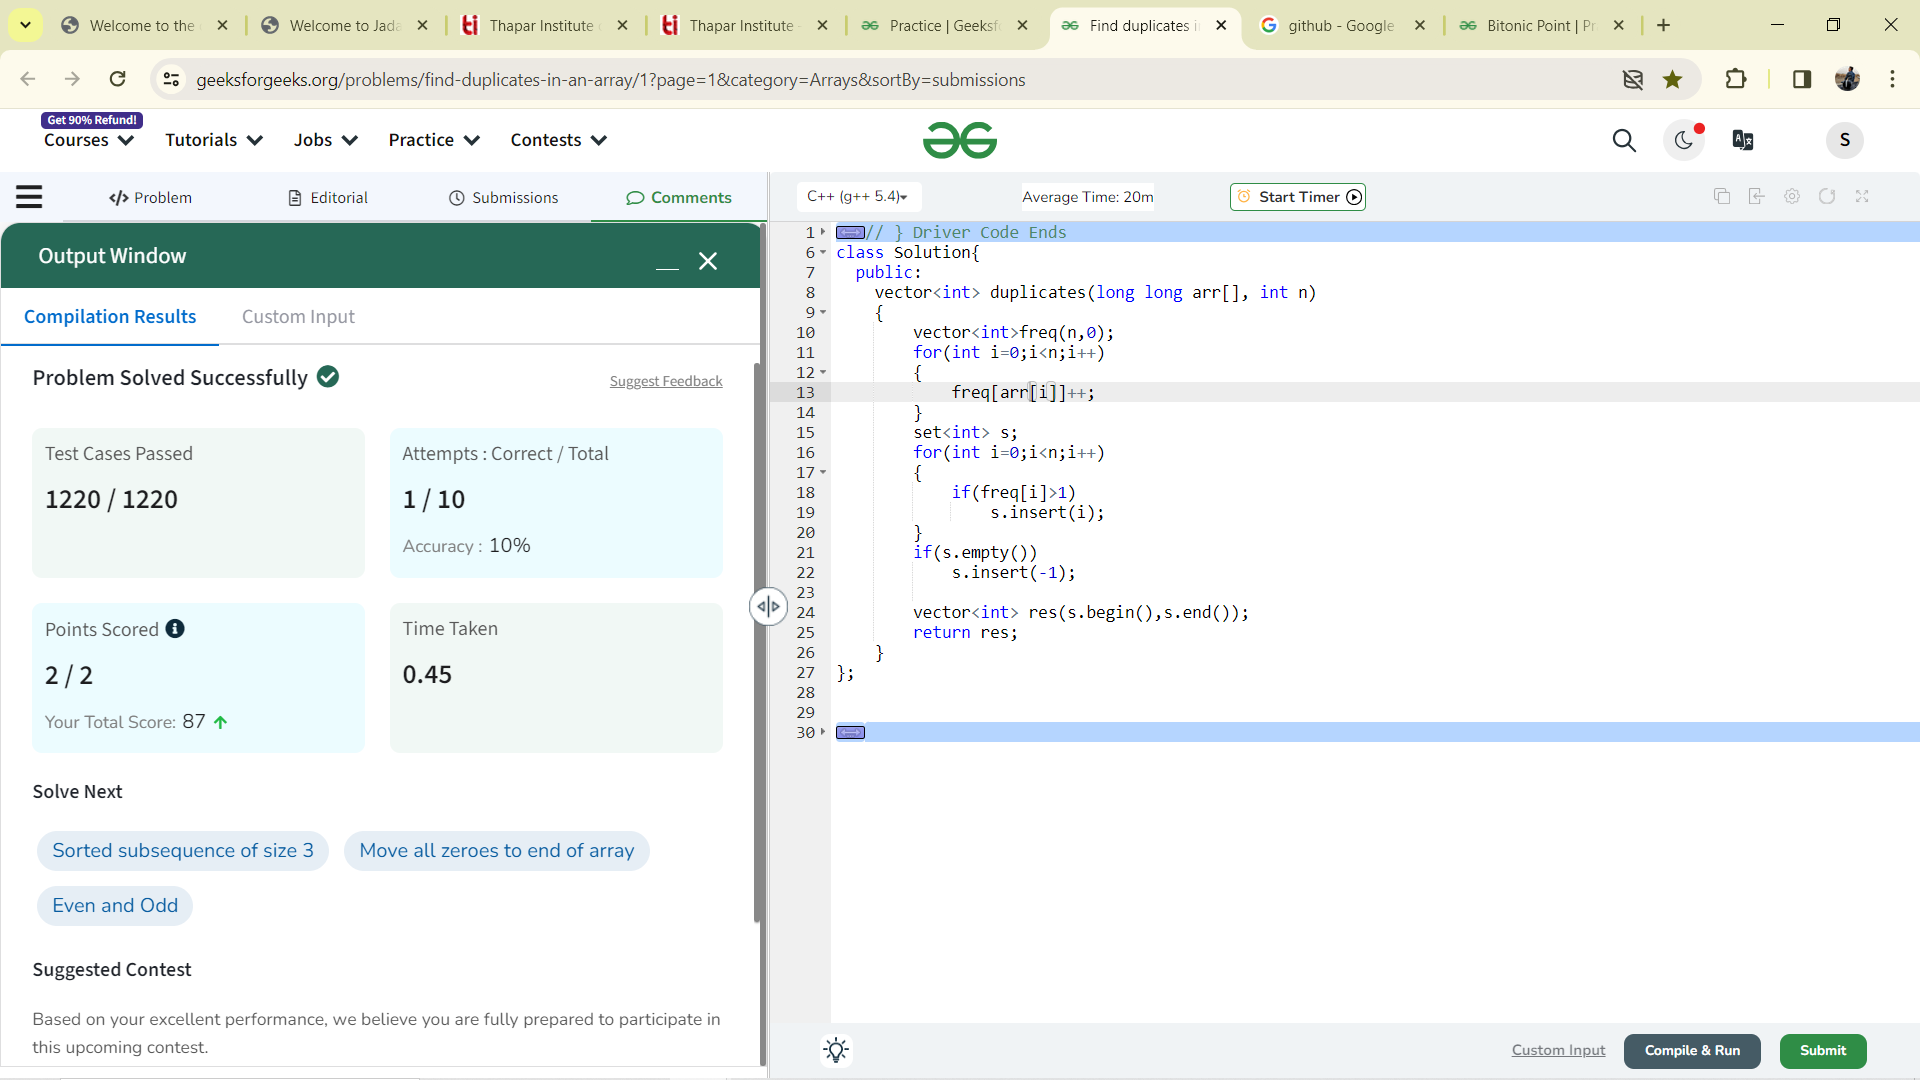 Welcome to the
Welcome to Jada
Thapar Institute
Thapar Institute -
Practice | Geeksf
Find duplicates i
github - Google
Bitonic Point | Pr
geeksforgeeks.org/problems/find-duplicates-in-an-array/1?page=1&category=Arrays&sortBy=submissions
Get 90% Refund!
Courses
Tutorials
Jobs
Practice
Contests
S
</> Problem
Editorial
Submissions
Comments
C++ (g++ 5.4)
Average Time: 20m
Start Timer
Output Window
Compilation Results
Custom Input
Problem Solved Successfully
Suggest Feedback
Test Cases Passed
1220 / 1220
Attempts : Correct / Total
1 / 10
Accuracy : 10%
Points Scored
2 / 2
Your Total Score: 87
Time Taken
0.45
Solve Next
Sorted subsequence of size 3
Move all zeroes to end of array
Even and Odd
Suggested Contest
Based on your excellent performance, we believe you are fully prepared to participate in
this upcoming contest.
1 // } Driver Code Ends
6 class Solution{
7 public:
8 vector<int> duplicates(long long arr[], int n)
9 {
10 vector<int>freq(n,0);
11 for(int i=0;i<n;i++)
12 {
13 freq[arr[i]]++;
14 }
15 set<int> s;
16 for(int i=0;i<n;i++)
17 {
18 if(freq[i]>1)
19 s.insert(i);
20 }
21 if(s.empty())
22 s.insert(-1);
23
24 vector<int> res(s.begin(),s.end());
25 return res;
26 }
27 };
28
29
30
Custom Input
Compile & Run
Submit